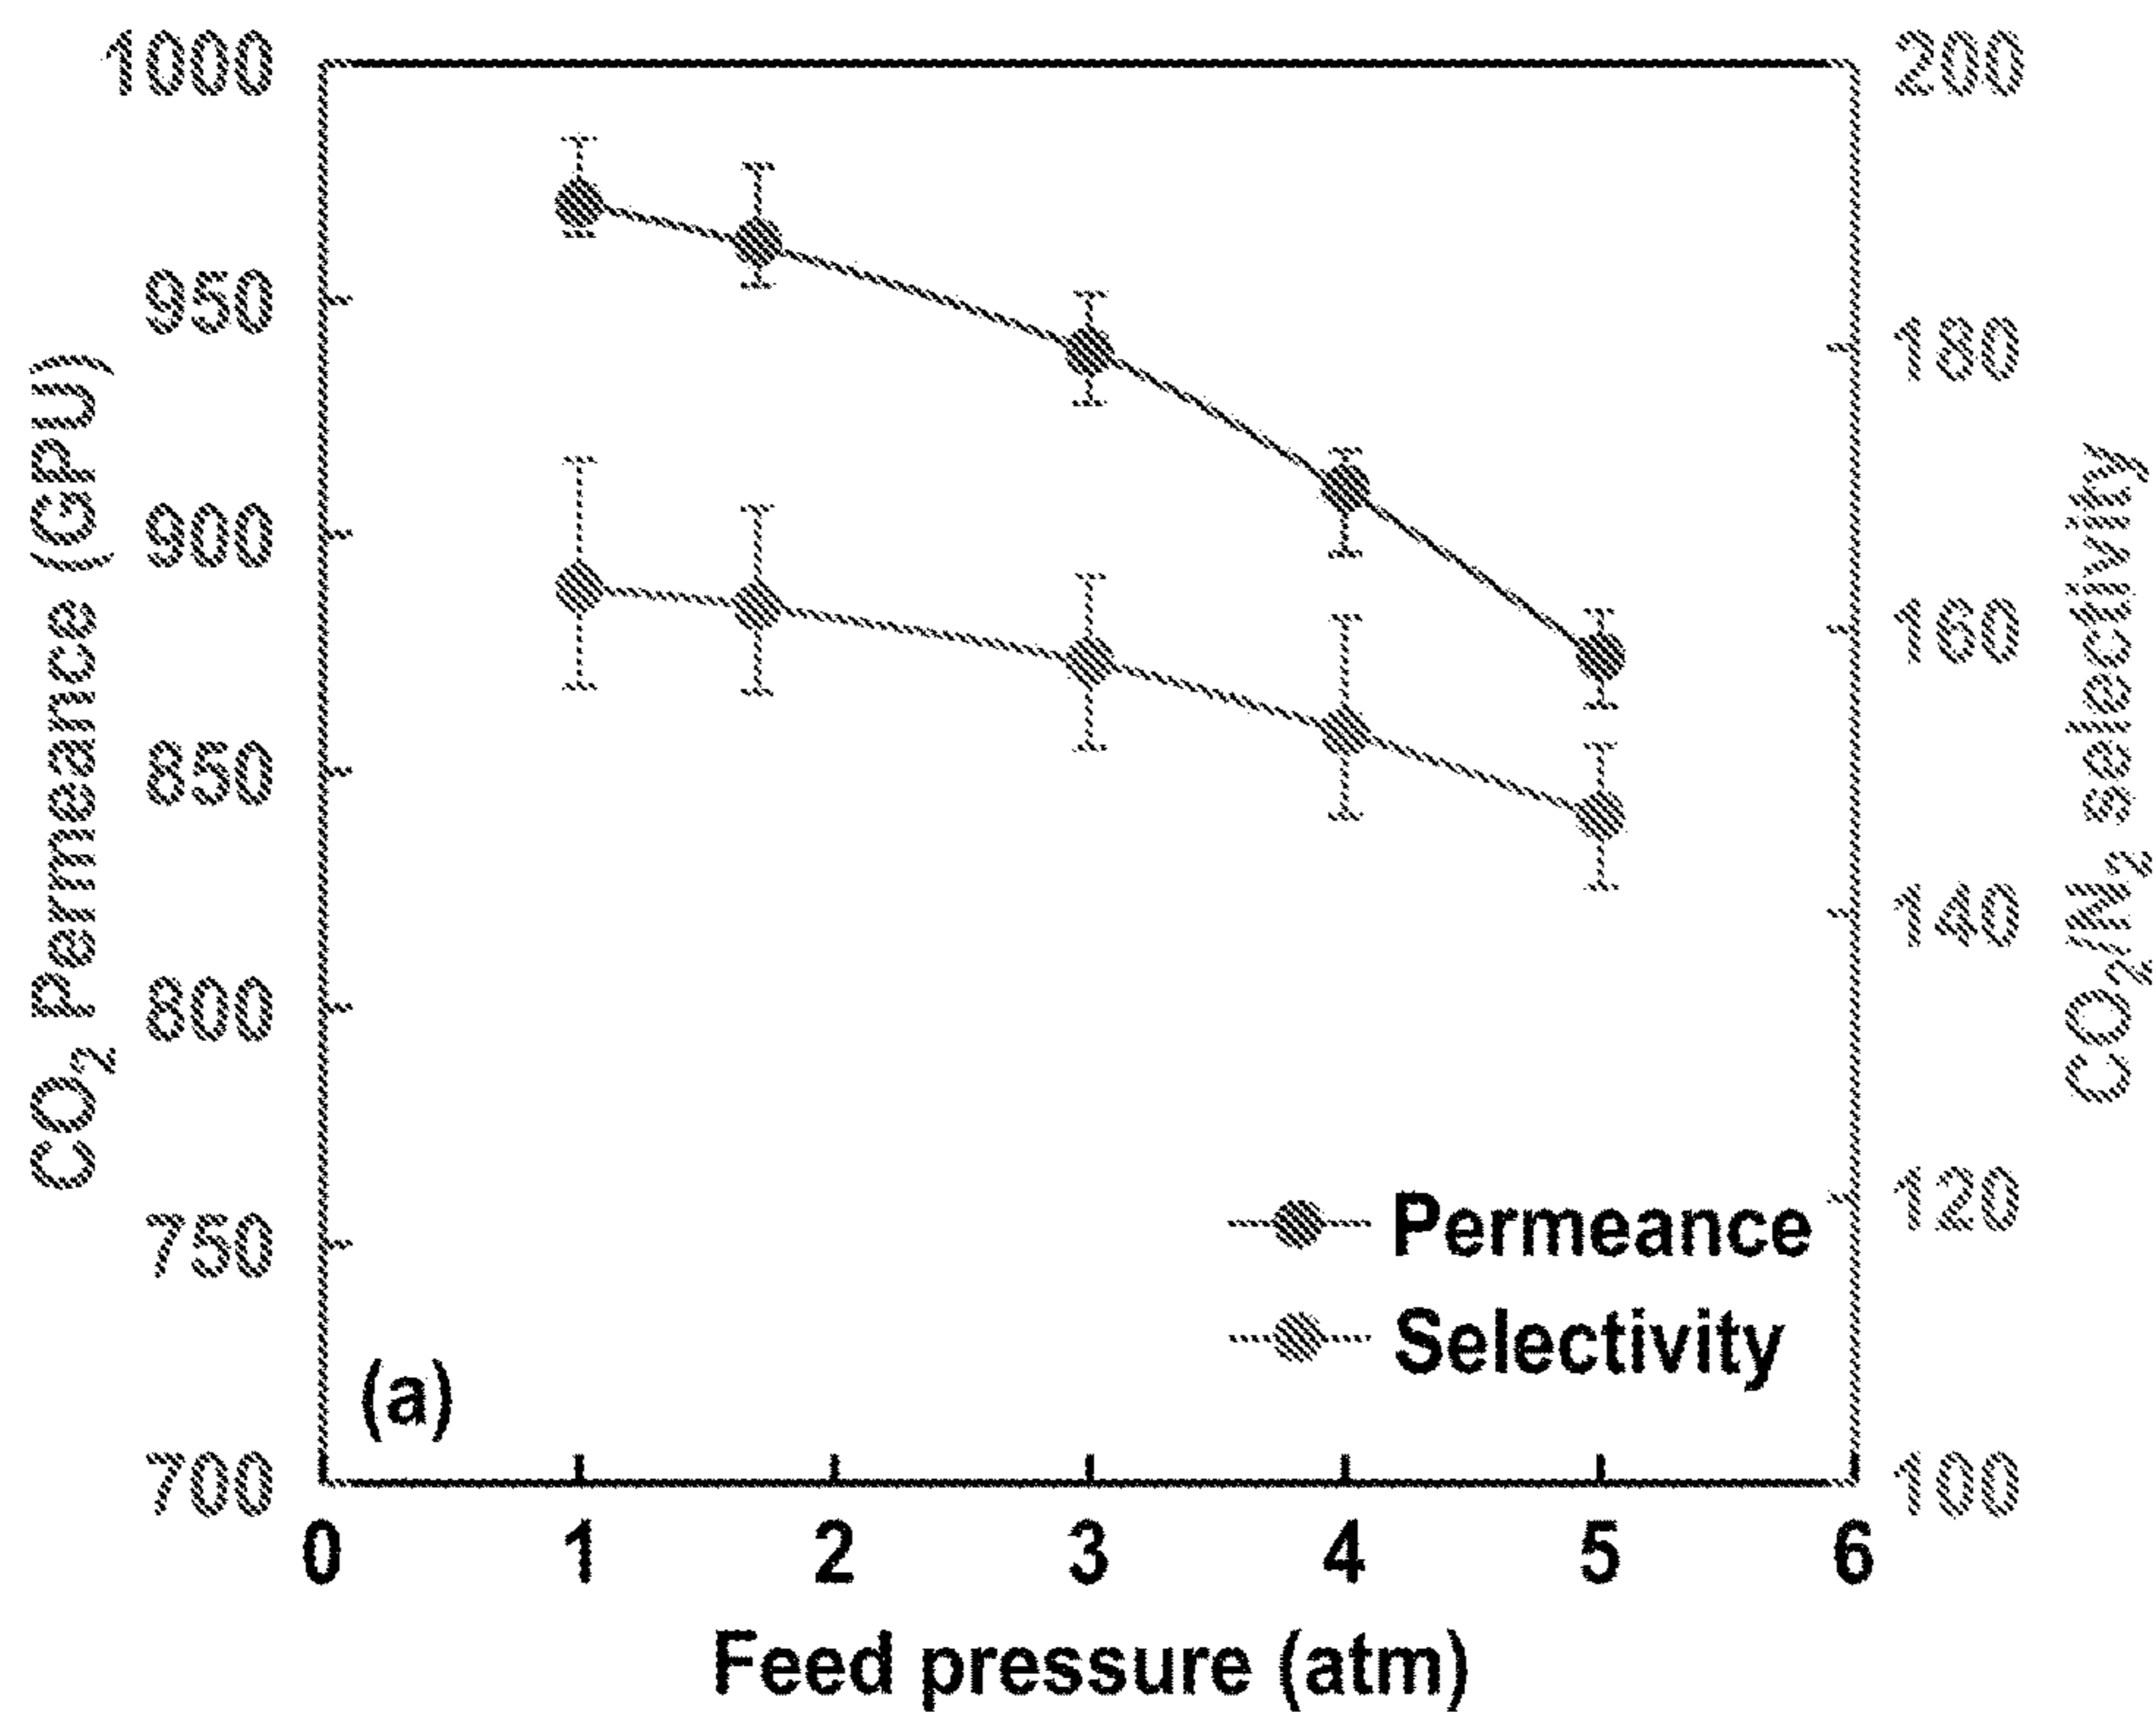 1000
950
900
850
800
750
700
CO₂ Permeance (GPU)
200
180
160
140
120
100
CO₂/N₂ selectivity
Permeance
Selectivity
(a)
0 1 2 3 4 5 6
Feed pressure (atm)